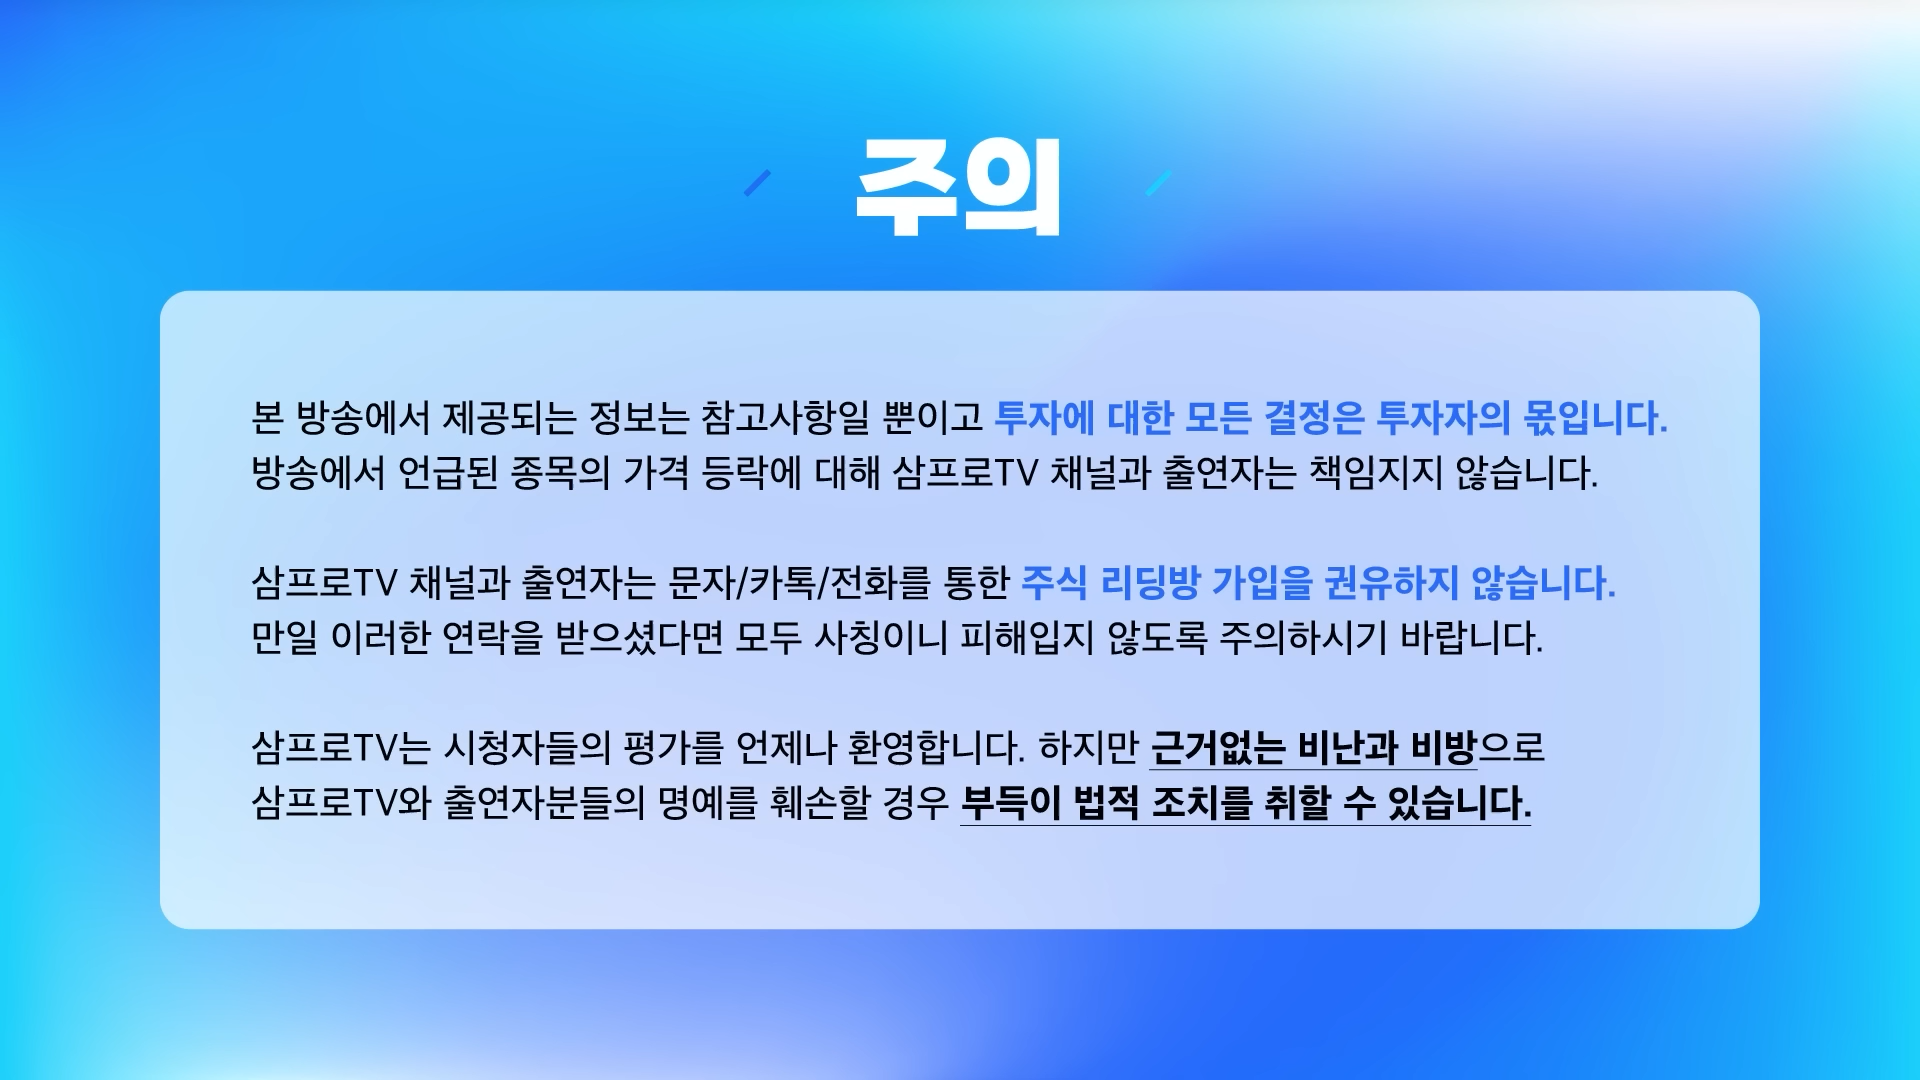 주의
본 방송에서 제공되는 정보는 참고사항일 뿐이고 투자에 대한 모든 결정은 투자자의 몫입니다.
방송에서 언급된 종목의 가격 등락에 대해 삼프로TV 채널과 출연자는 책임지지 않습니다.
삼프로TV 채널과 출연자는 문자/카톡/전화를 통한 주식 리딩방 가입을 권유하지 않습니다.
만일 이러한 연락을 받으셨다면 모두 사칭이니 피해입지 않도록 주의하시기 바랍니다.
삼프로TV는 시청자들의 평가를 언제나 환영합니다. 하지만 근거없는 비난과 비방으로
삼프로TV와 출연자분들의 명예를 훼손할 경우 부득이 법적 조치를 취할 수 있습니다.